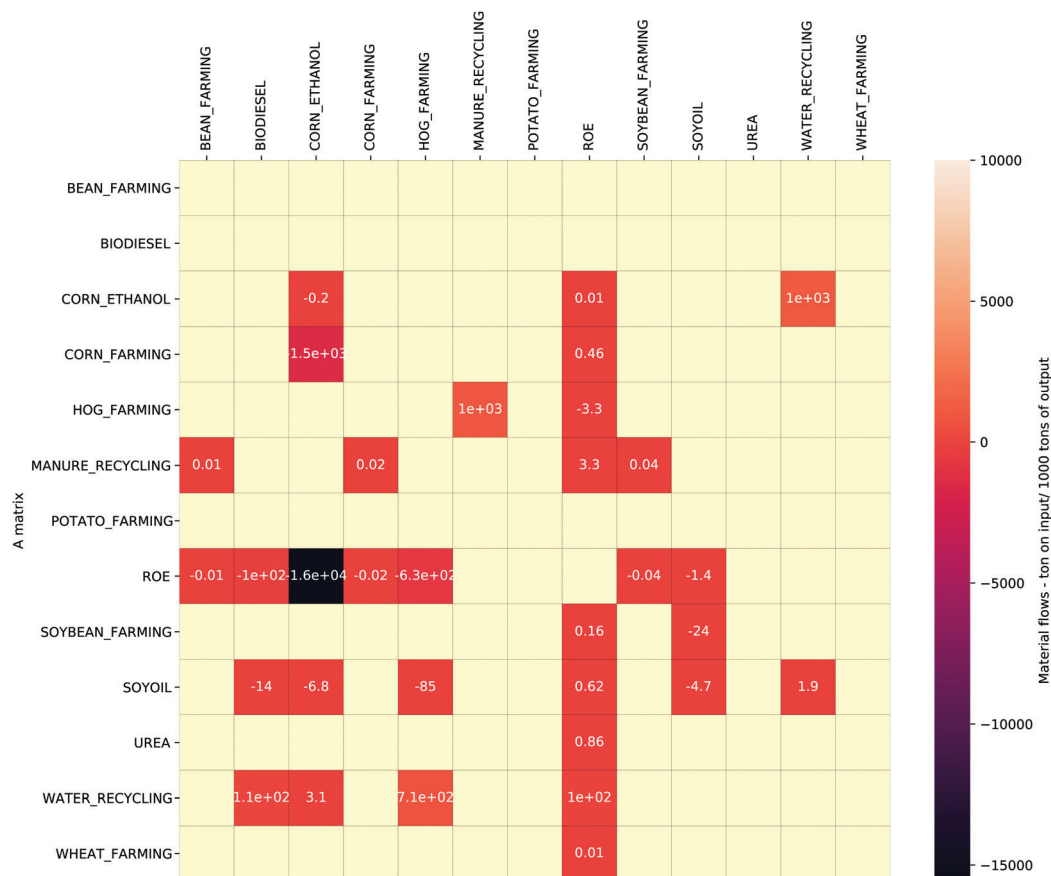 BEAN_FARMING
BIODIESEL
CORN_ETHANOL
CORN_FARMING
HOG_FARMING
MANURE_RECYCLING
POTATO_FARMING
ROE
SOYBEAN_FARMING
SOYOIL
UREA
WATER_RECYCLING
WHEAT_FARMING
A matrix
BEAN_FARMING
BIODIESEL
CORN_ETHANOL -0.2 0.01 1e+03
CORN_FARMING -1.5e+03 0.46
HOG_FARMING 1e+03 -3.3
MANURE_RECYCLING 0.01 0.02 3.3 0.04
POTATO_FARMING
ROE -0.01 -1e+02 -1.6e+04 -0.02 -6.3e+02 -0.04 -1.4
SOYBEAN_FARMING 0.16 -24
SOYOIL -14 -6.8 -85 0.62 -4.7 1.9
UREA 0.86
WATER_RECYCLING 1.1e+02 3.1 7.1e+02 1e+02
WHEAT_FARMING 0.01
10000
5000
0
−5000
−10000
−15000
Material flows - ton on input/ 1000 tons of output